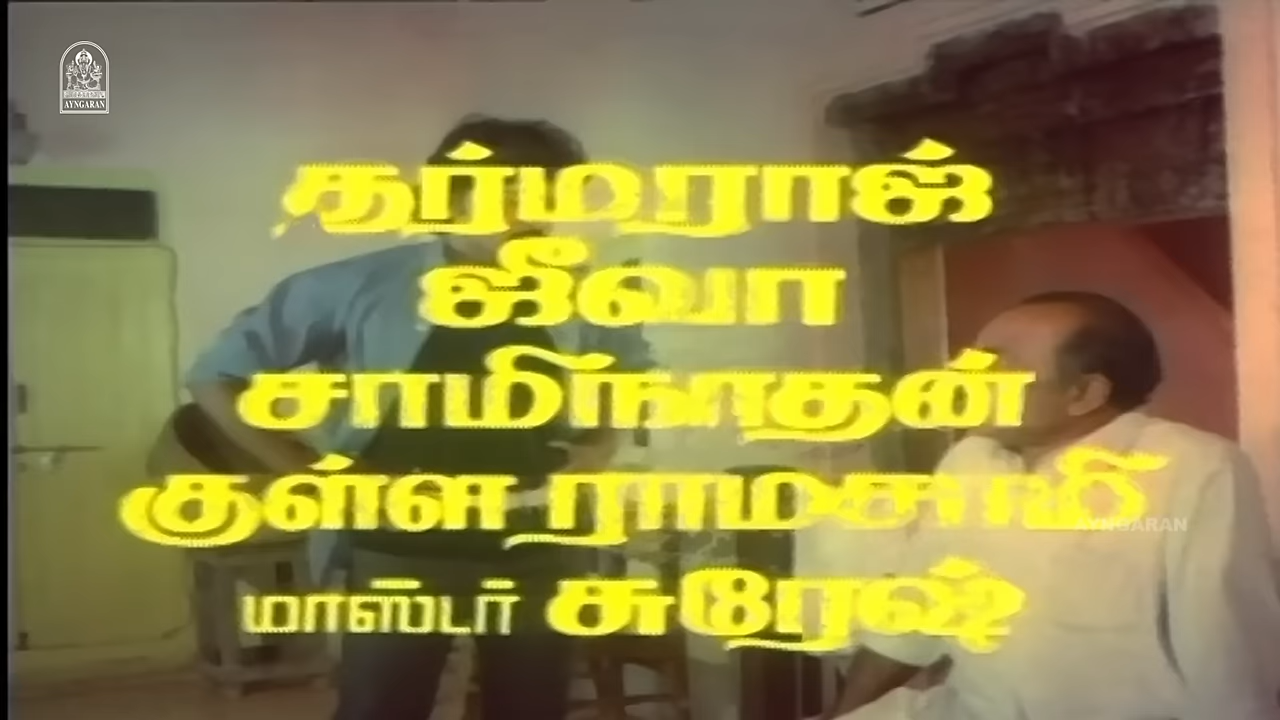 AYNGARAN
தர்மராஜ்
ஜீவா
சாமிநாதன்
குள்ள ராமசாமி
AYNGARAN
மாஸ்டர் சுரேஷ்